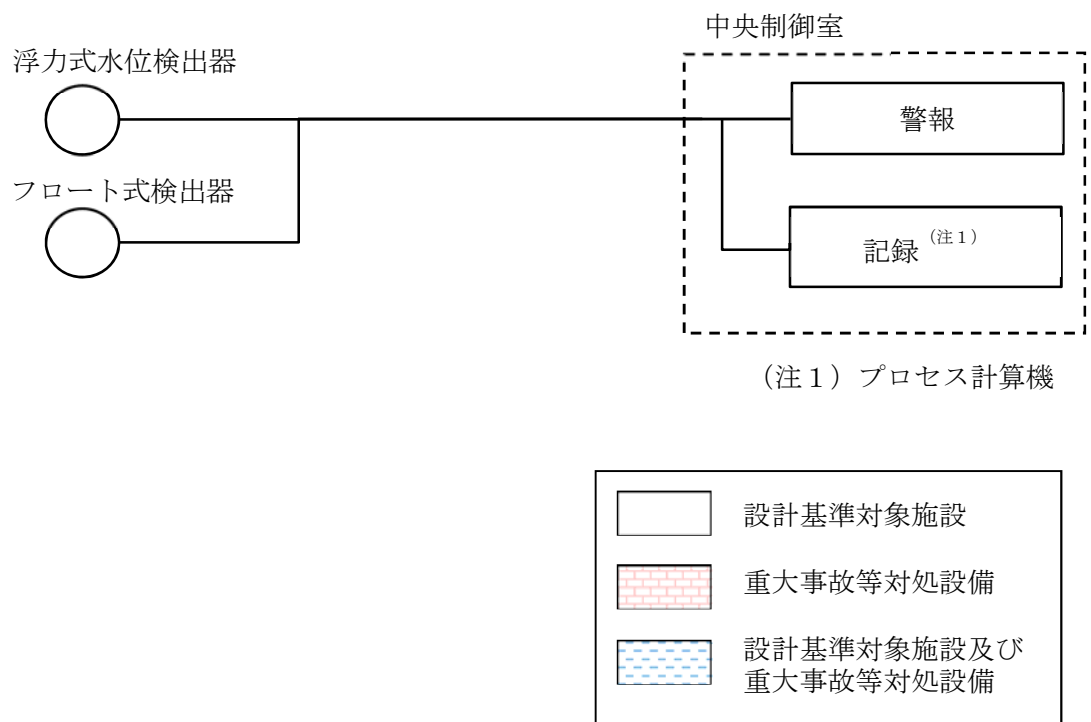 中央制御室
浮力式水位検出器
警報
フロート式検出器
記録（注１）
（注１）プロセス計算機
設計基準対象施設
重大事故等対処設備
設計基準対象施設及び
重大事故等対処設備